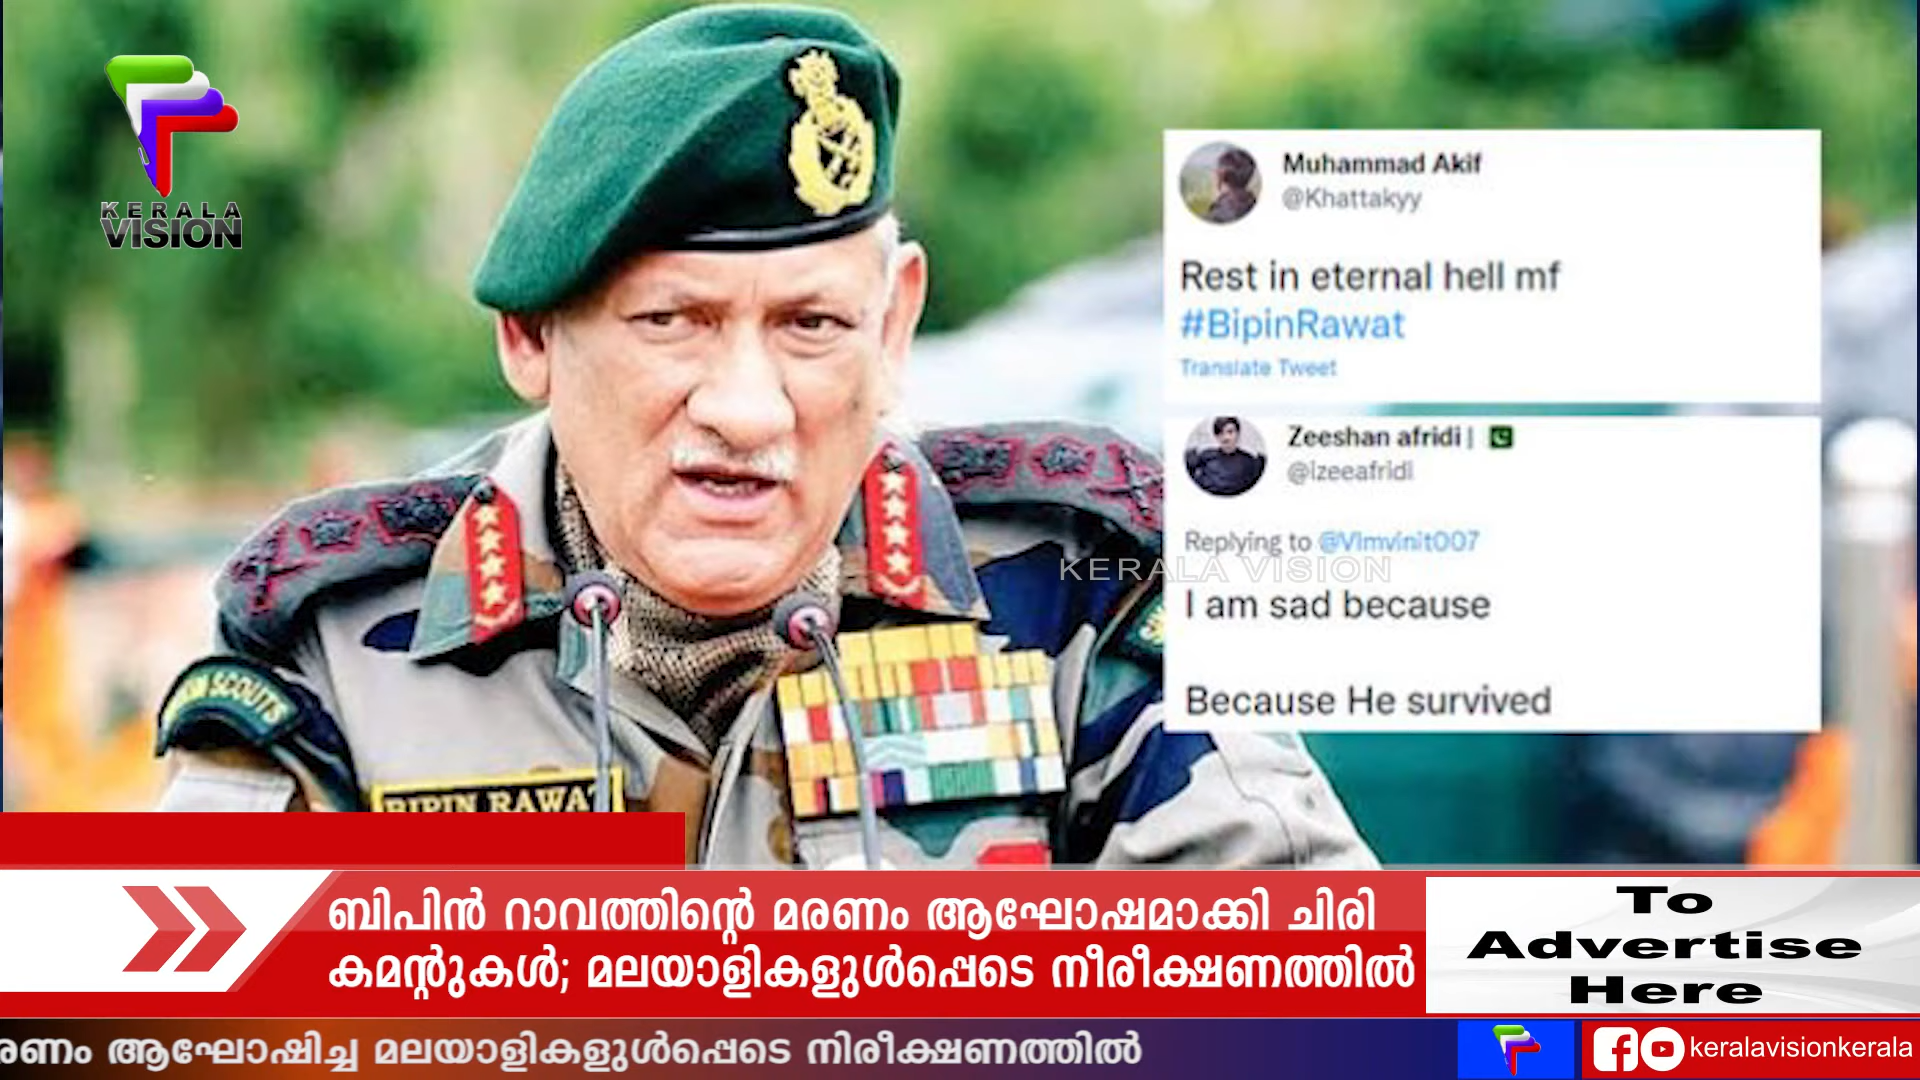 KERALA
VISION
Muhammad Akif
@Khattakyy
Rest in eternal hell mf
#BipinRawat
Translate Tweet
Zeeshan afridi |
@izeeafridi
Replying to @VImvinit007
KERALA VISION
I am sad because
Because He survived
SCOUTS
BIPIN RAWAT
ബിപിൻ റാവത്തിന്റെ മരണം ആഘോഷമാക്കി ചിരി
കമന്റുകൾ; മലയാളികളുൾപ്പെടെ നീരീക്ഷണത്തിൽ
To
Advertise
Here
രണം ആഘോഷിച്ച മലയാളികളുൾപ്പെടെ നിരീക്ഷണത്തിൽ
keralavisionkerala